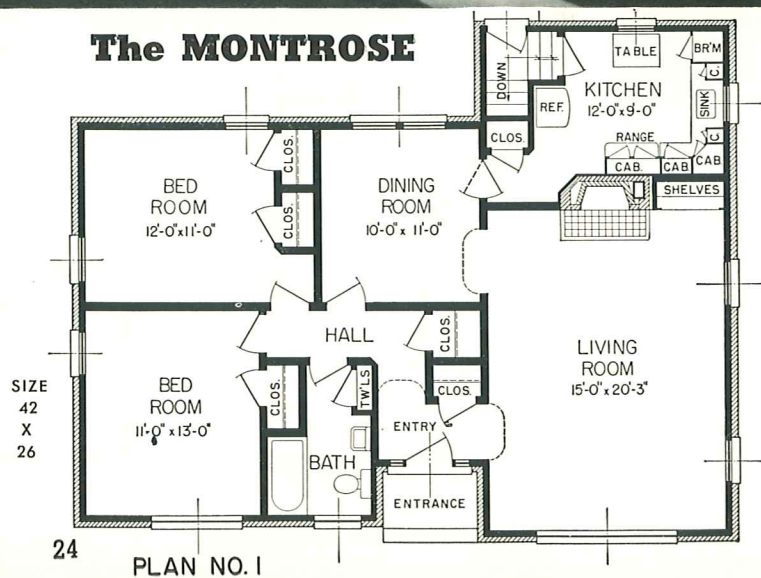 The MONTROSE
DOWN
TABLE
BR'M
C.
KITCHEN
12'-0"x9'-0"
REF.
SINK
C.
CLOS.
RANGE
CAB.
CAB
CAB
SHELVES
BED
ROOM
12'-0"x11'-0"
CLOS.
CLOS.
DINING
ROOM
10'-0" x 11'-0"
HALL
CLOS.
LIVING
ROOM
15'-0" x 20'-3"
SIZE
42
X
26
BED
ROOM
11'-0" x 13'-0"
CLOS.
TW'LS
CLOS.
ENTRY
BATH
ENTRANCE
24
PLAN NO. 1